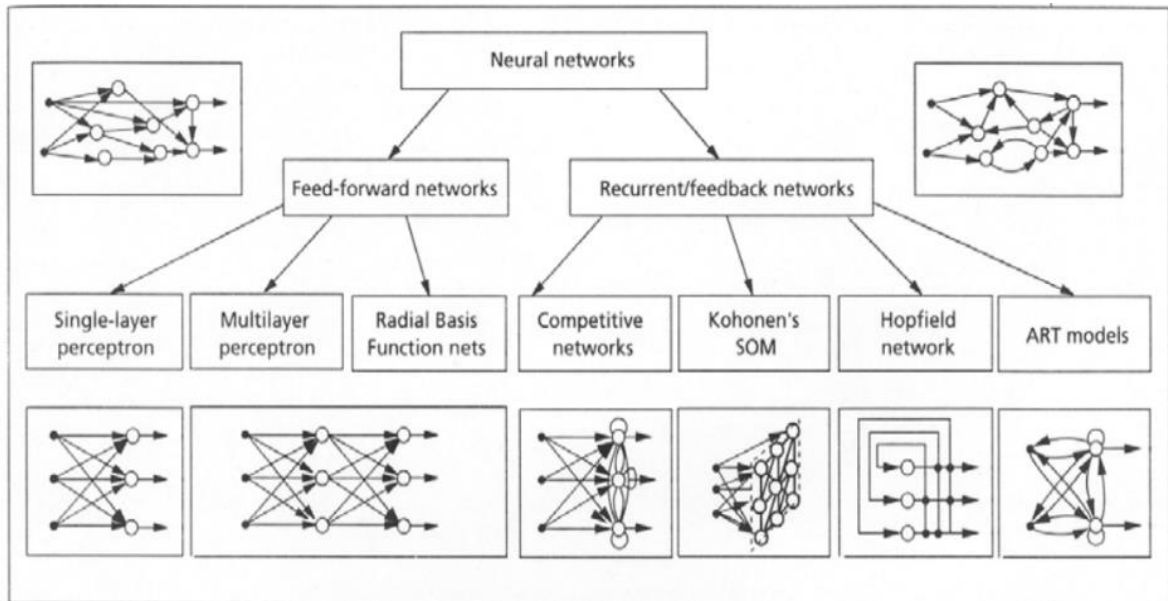 Neural networks
Feed-forward networks
Recurrent/feedback networks
Single-layer
perceptron
Multilayer
perceptron
Radial Basis
Function nets
Competitive
networks
Kohonen's
SOM
Hopfield
network
ART models